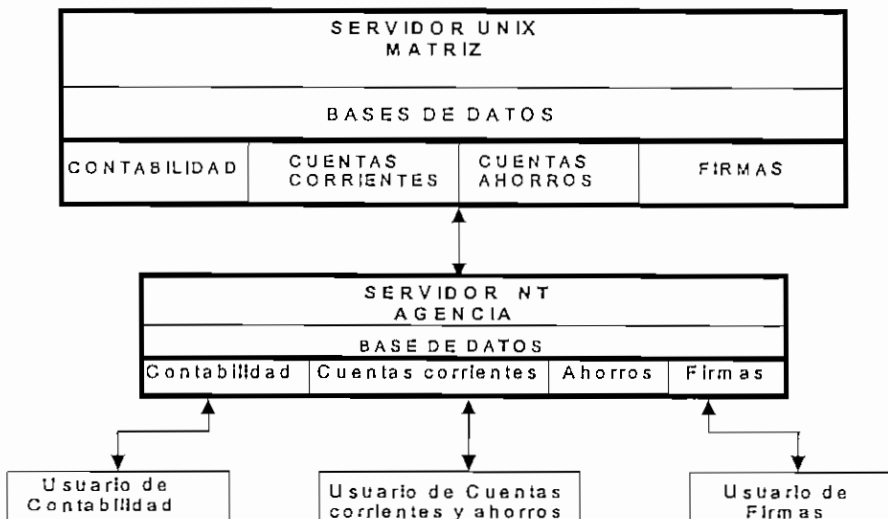 SERVIDOR UNIX
MATRIZ
BASES DE DATOS
CONTABILIDAD
CUENTAS
CORRIENTES
CUENTAS
AHORROS
FIRMAS
SERVIDOR NT
AGENCIA
BASE DE DATOS
Contabilidad
Cuentas corrientes
Ahorros
Firmas
Usuario de
Contabilidad
Usuario de Cuentas
corrientes y ahorros
Usuario de
Firmas